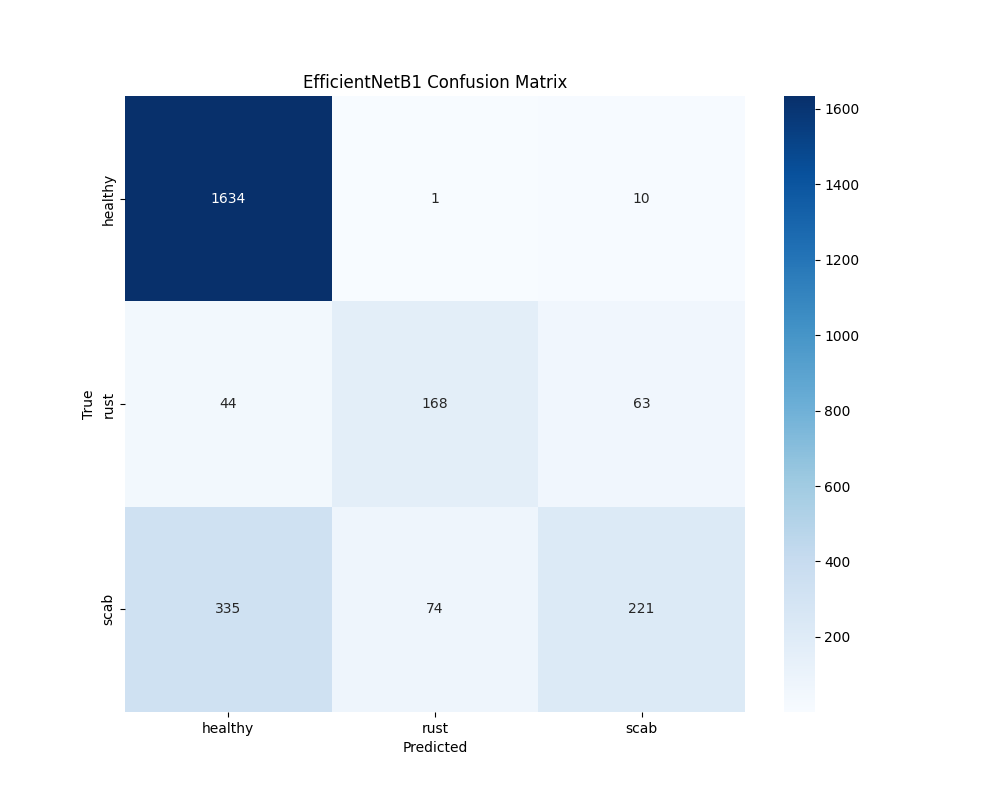 EfficientNetB1 Confusion Matrix
healthy
1634 1 10
True
rust
44 168 63
scab
335 74 221
healthy rust scab
Predicted
1600
1400
1200
1000
800
600
400
200